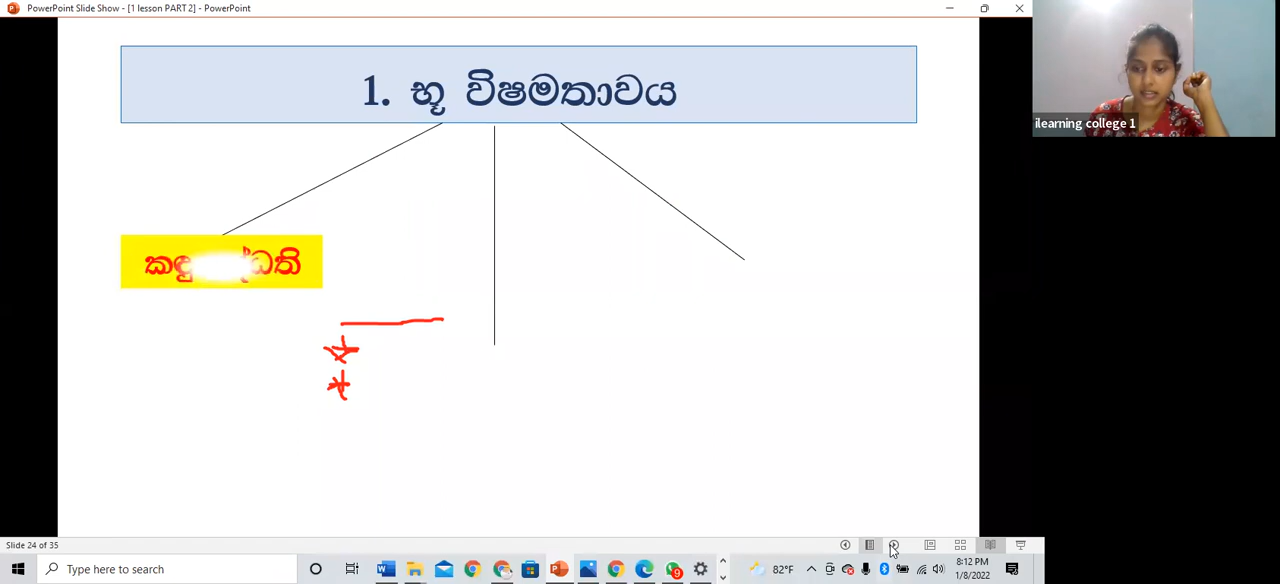 PowerPoint Slide Show - [1 lesson PART 2] - PowerPoint
1. භූ විෂමතාවය
ilearning college 1
Slide 24 of 35
Type here to search
9
82°F
8:12 PM
1/8/2022